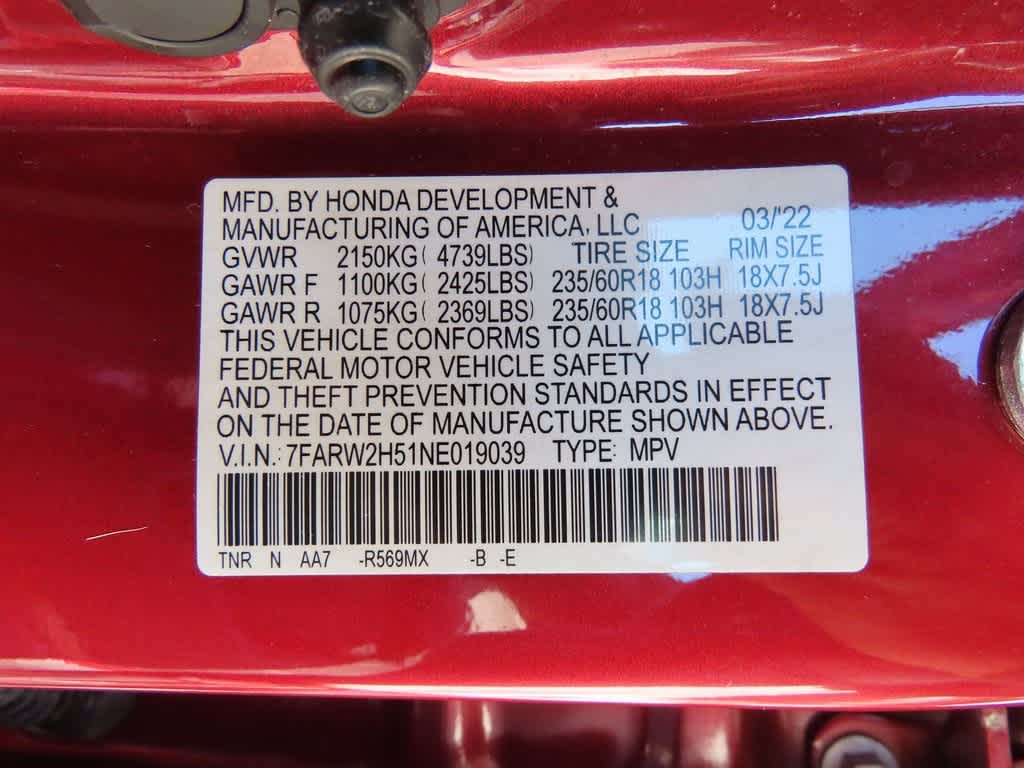 MFD. BY HONDA DEVELOPMENT &
MANUFACTURING OF AMERICA, LLC 03/'22
GVWR 2150KG( 4739LBS) TIRE SIZE RIM SIZE
GAWR F 1100KG( 2425LBS) 235/60R18 103H 18X7.5J
GAWR R 1075KG( 2369LBS) 235/60R18 103H 18X7.5J
THIS VEHICLE CONFORMS TO ALL APPLICABLE
FEDERAL MOTOR VEHICLE SAFETY
AND THEFT PREVENTION STANDARDS IN EFFECT
ON THE DATE OF MANUFACTURE SHOWN ABOVE.
V.I.N.: 7FARW2H51NE019039 TYPE: MPV
TNR N AA7 -R569MX -B -E